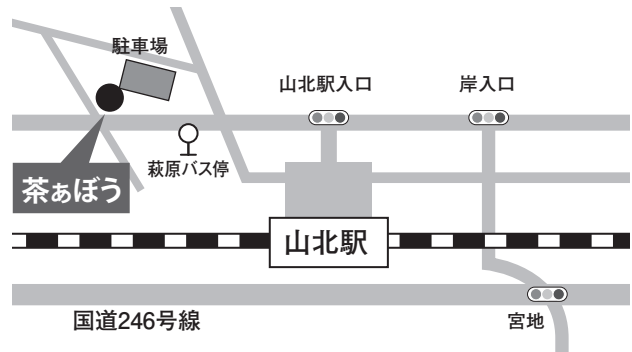 駐車場
山北駅入口
岸入口
萩原バス停
茶ぁぼう
山北駅
国道246号線
宮地